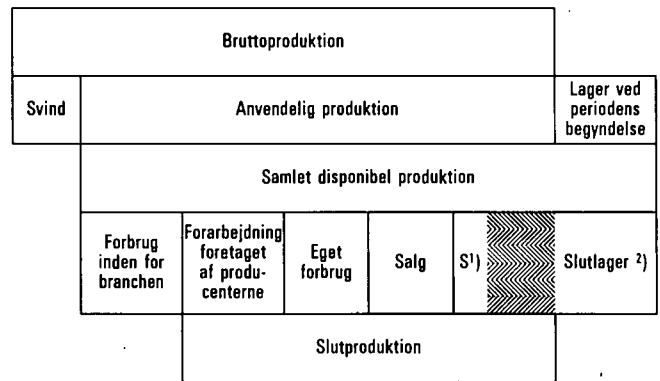 Bruttoproduktion
Svind
Anvendelig produktion
Lager ved
periodens
begyndelse
Samlet disponibel produktion
Forbrug
inden for
branchen
Forarbejdning
foretaget
af produ-
centerne
Eget
forbrug
Salg
S¹)
Slutlager ²)
Slutproduktion